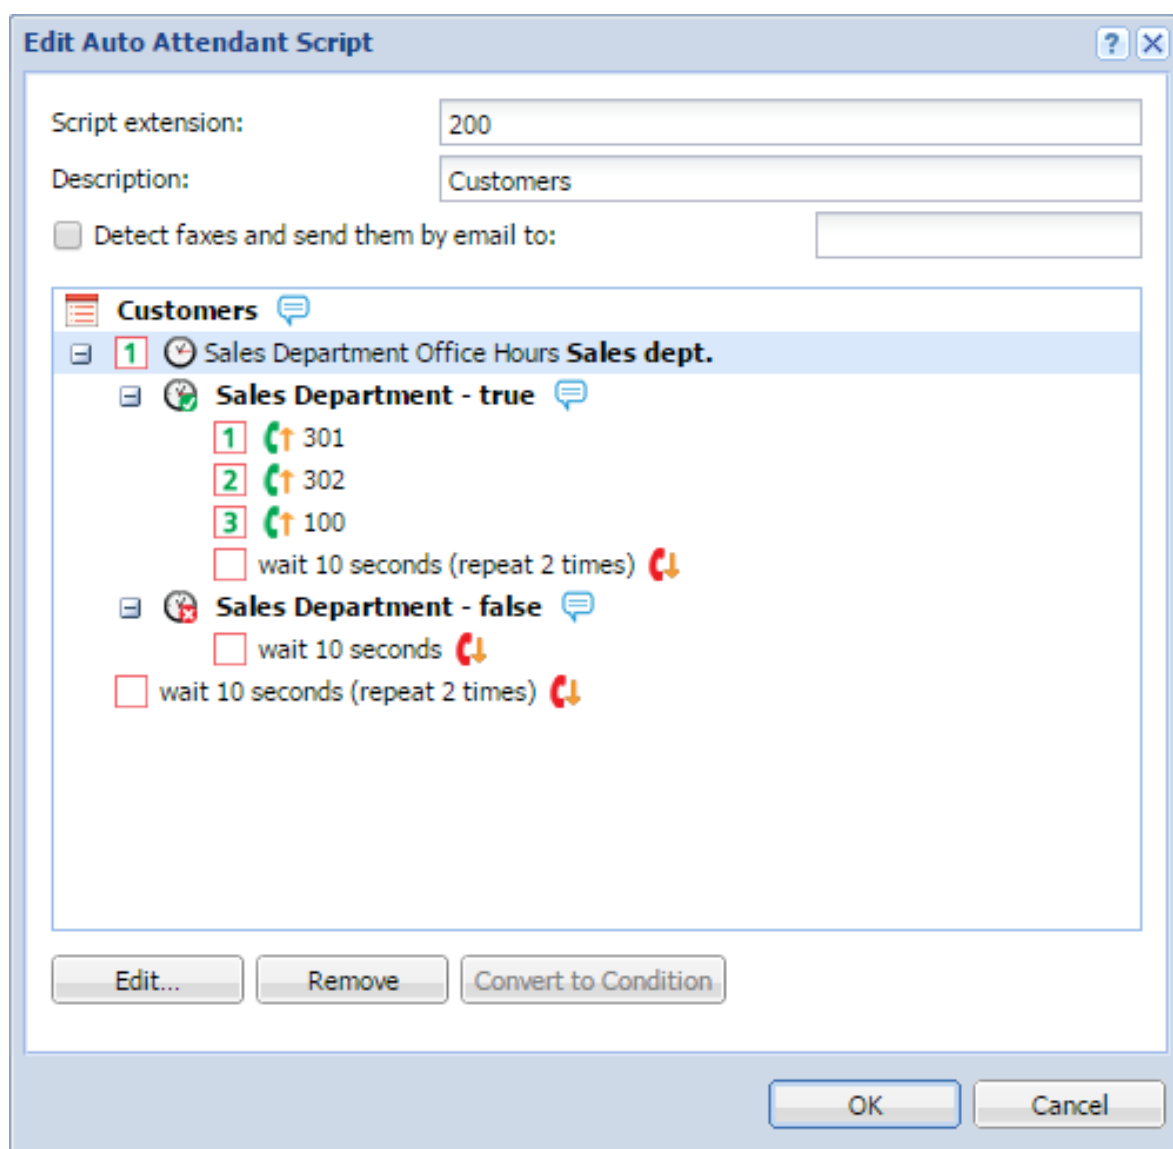 Edit Auto Attendant Script
Script extension: 200
Description: Customers
Detect faxes and send them by email to:
Customers
1 Sales Department Office Hours Sales dept.
Sales Department - true
1 301
2 302
3 100
wait 10 seconds (repeat 2 times)
Sales Department - false
wait 10 seconds
wait 10 seconds (repeat 2 times)
Edit... Remove Convert to Condition
OK Cancel